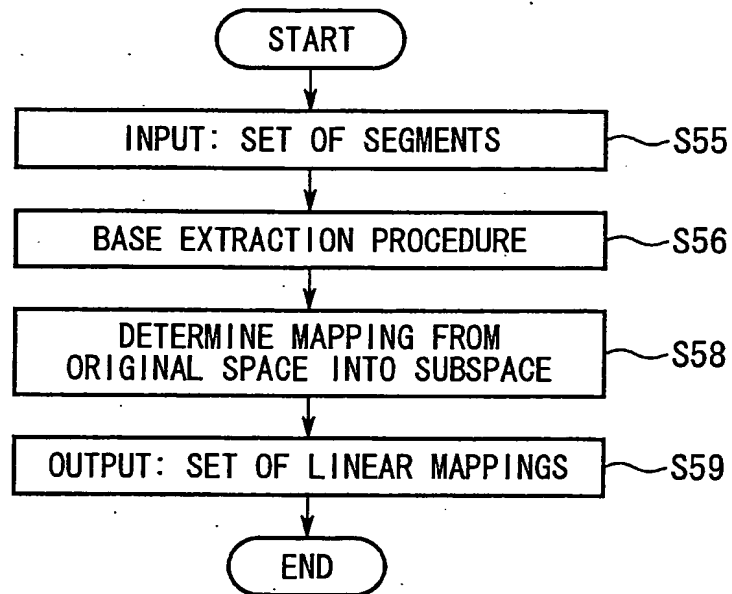 START
INPUT: SET OF SEGMENTS
S55
BASE EXTRACTION PROCEDURE
S56
DETERMINE MAPPING FROM
ORIGINAL SPACE INTO SUBSPACE
S58
OUTPUT: SET OF LINEAR MAPPINGS
S59
END